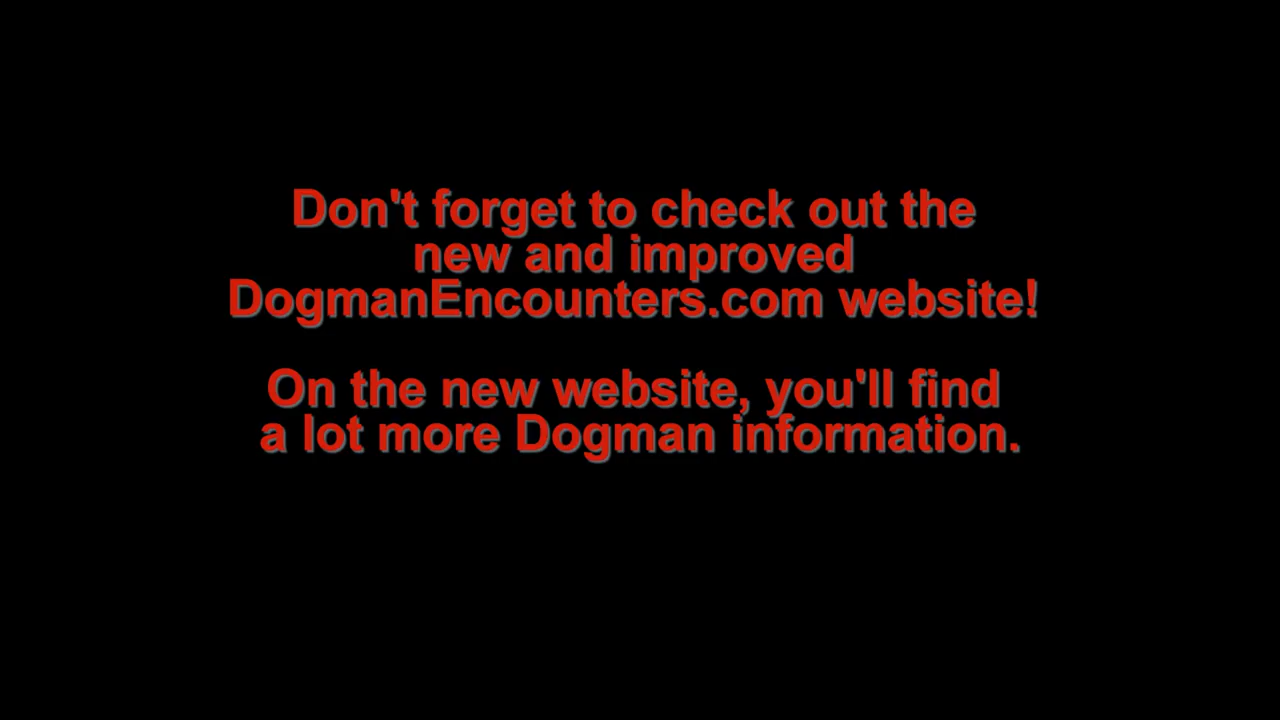 Don't forget to check out the
new and improved
DogmanEncounters.com website!
On the new website, you'll find
a lot more Dogman information.